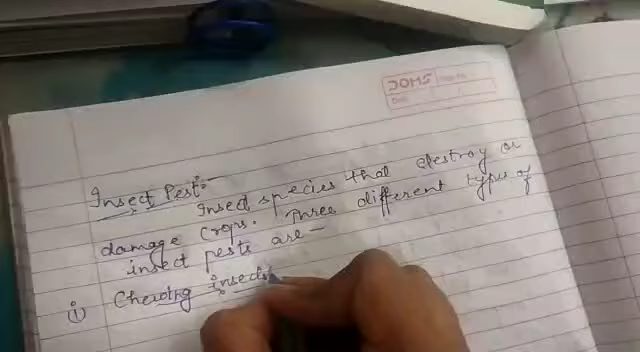 DOMS
Date
Insect Pest:-
Insect species that destroy or
damage crops. Three different type of
insect pests are -
i) Chewing insects